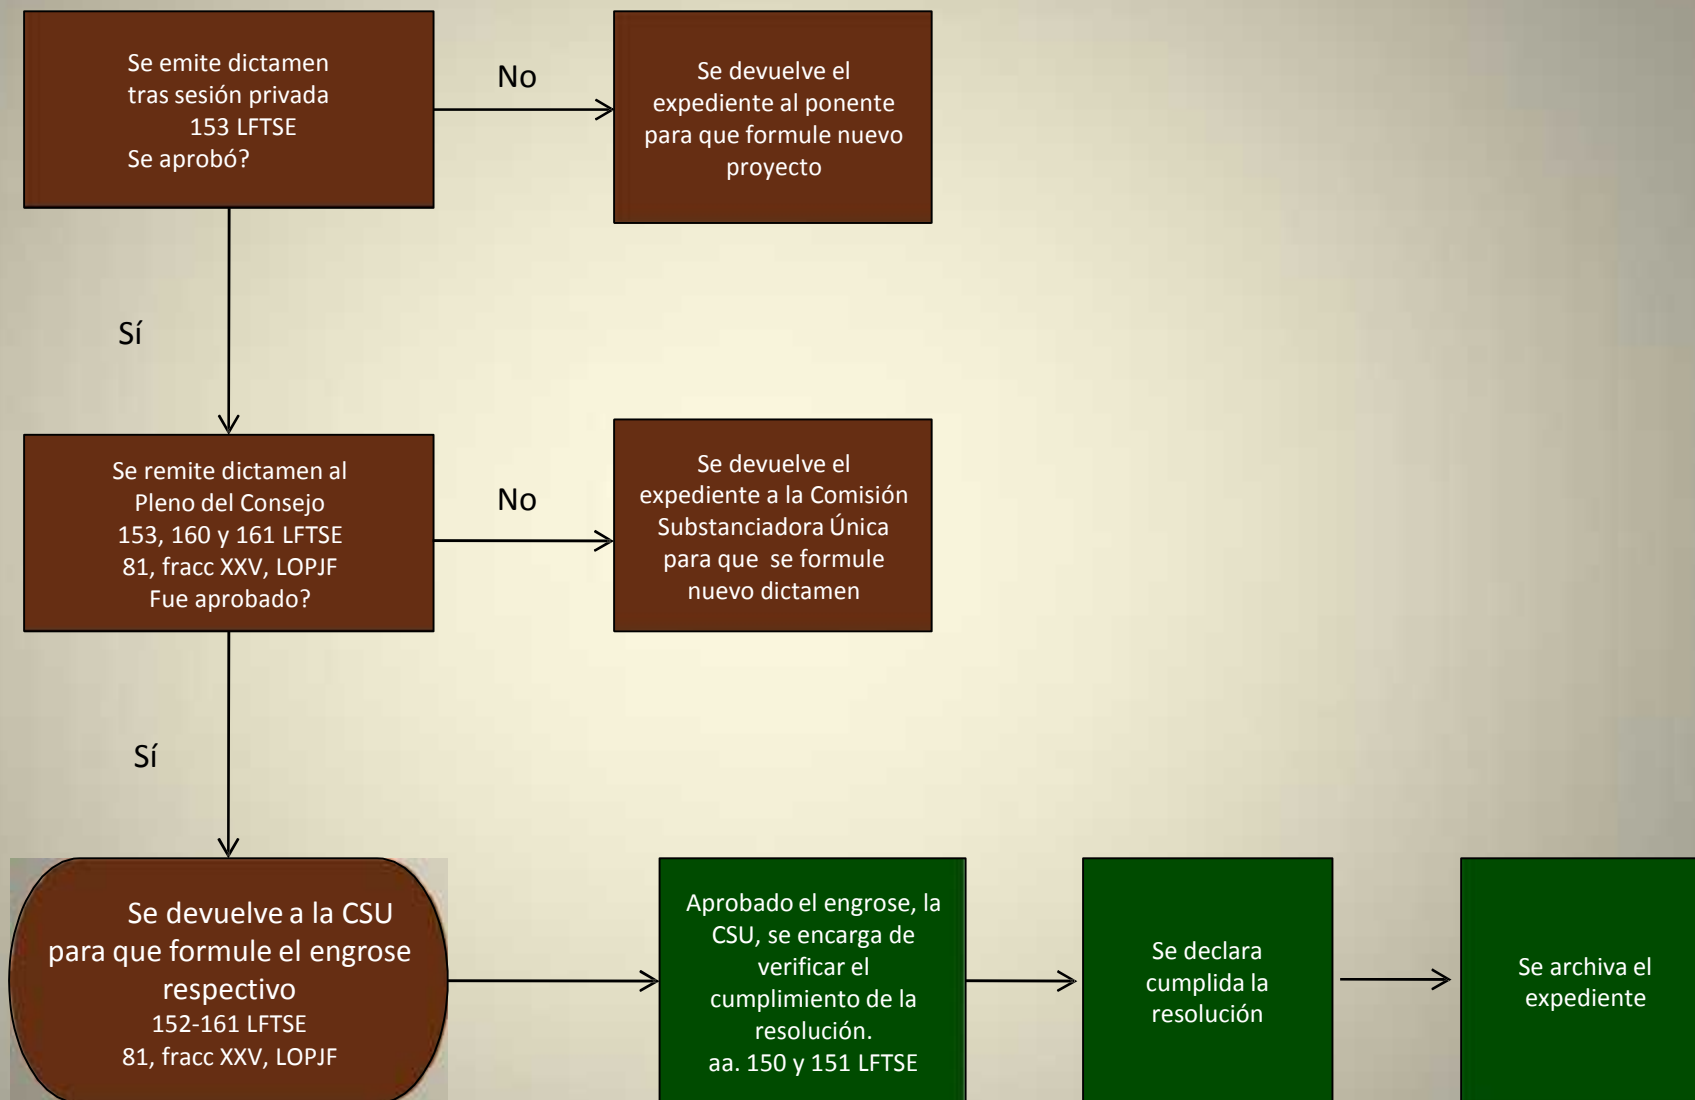 Se emite dictamen
tras sesión privada
153 LFTSE
Se aprobó?
No
Se devuelve el
expediente al ponente
para que formule nuevo
proyecto
Sí
Se remite dictamen al
Pleno del Consejo
153, 160 y 161 LFTSE
81, fracc XXV, LOPJF
Fue aprobado?
No
Se devuelve el
expediente a la Comisión
Substanciadora Única
para que se formule
nuevo dictamen
Sí
Se devuelve a la CSU
para que formule el engrose
respectivo
152-161 LFTSE
81, fracc XXV, LOPJF
Aprobado el engrose, la
CSU, se encarga de
verificar el
cumplimiento de la
resolución.
aa. 150 y 151 LFTSE
Se declara
cumplida la
resolución
Se archiva el
expediente